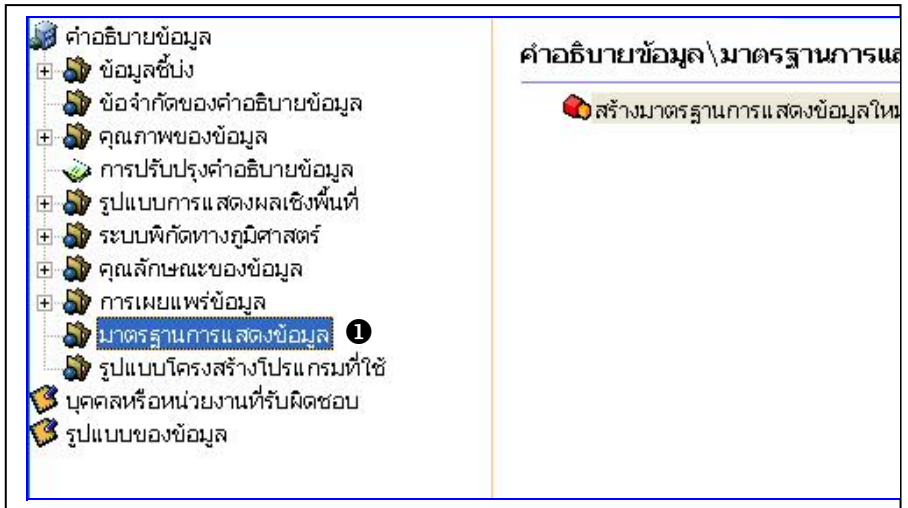 คำอธิบายข้อมูล
ข้อมูลชี้บ่ง
ข้อจำกัดของคำอธิบายข้อมูล
คุณภาพของข้อมูล
การปรับปรุงคำอธิบายข้อมูล
รูปแบบการแสดงผลเชิงพื้นที่
ระบบพิกัดทางภูมิศาสตร์
คุณลักษณะของข้อมูล
การเผยแพร่ข้อมูล
มาตรฐานการแสดงข้อมูล ❶
รูปแบบโครงสร้างโปรแกรมที่ใช้
บุคคลหรือหน่วยงานที่รับผิดชอบ
รูปแบบของข้อมูล
คำอธิบายข้อมูล\มาตรฐานการแส
สร้างมาตรฐานการแสดงข้อมูลใหม